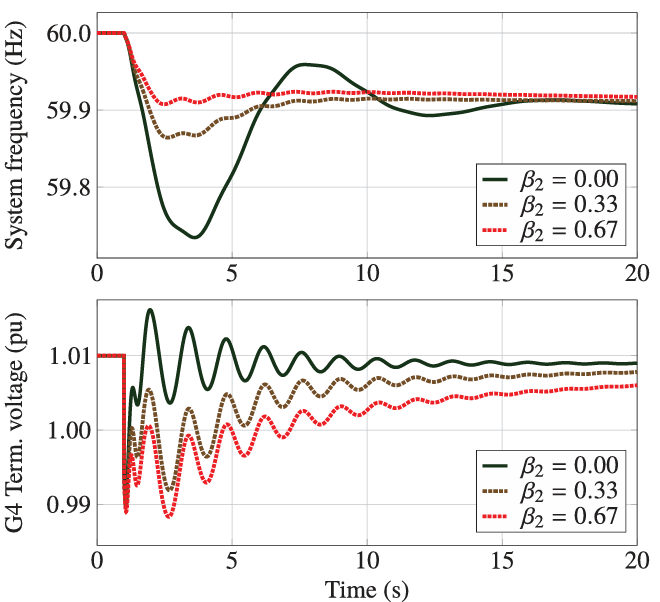 System frequency (Hz)
60.0
59.9
59.8
β₂ = 0.00
β₂ = 0.33
β₂ = 0.67
0 5 10 15 20
G4 Term. voltage (pu)
1.01
1.00
0.99
β₂ = 0.00
β₂ = 0.33
β₂ = 0.67
0 5 10 15 20
Time (s)